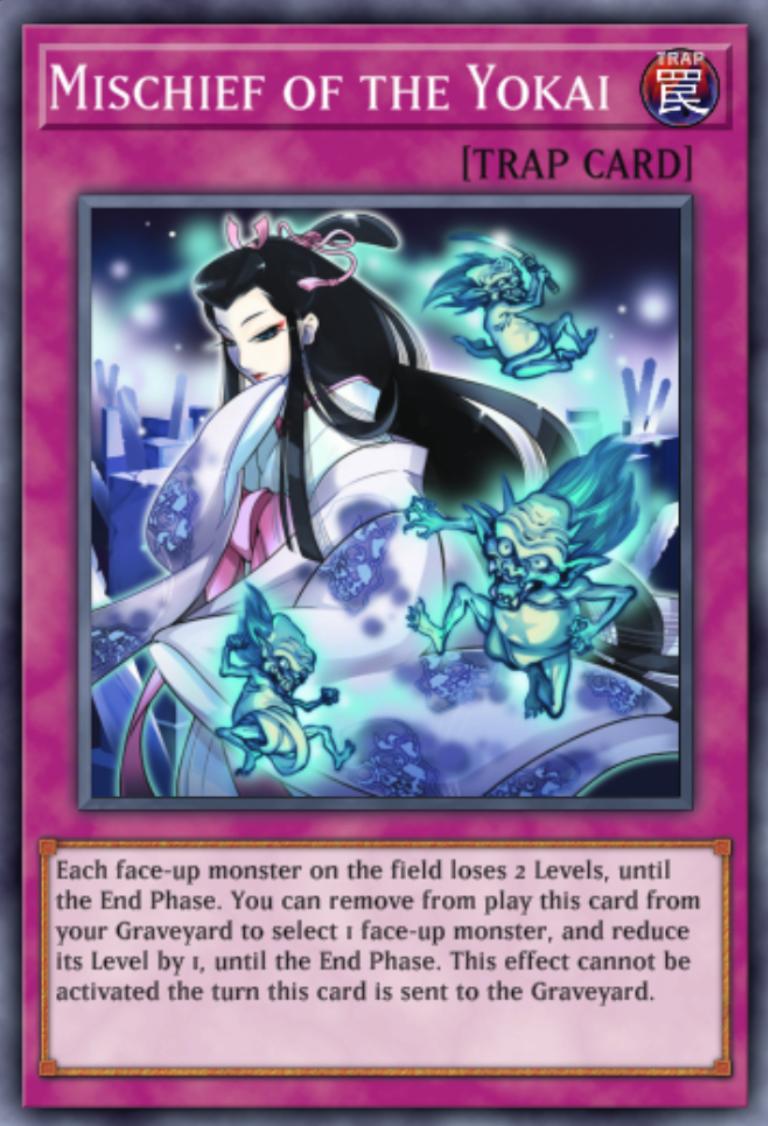 MISCHIEF OF THE YOKAI
TRAP
罠
[TRAP CARD]
Each face-up monster on the field loses 2 Levels, until
the End Phase. You can remove from play this card from
your Graveyard to select 1 face-up monster, and reduce
its Level by 1, until the End Phase. This effect cannot be
activated the turn this card is sent to the Graveyard.